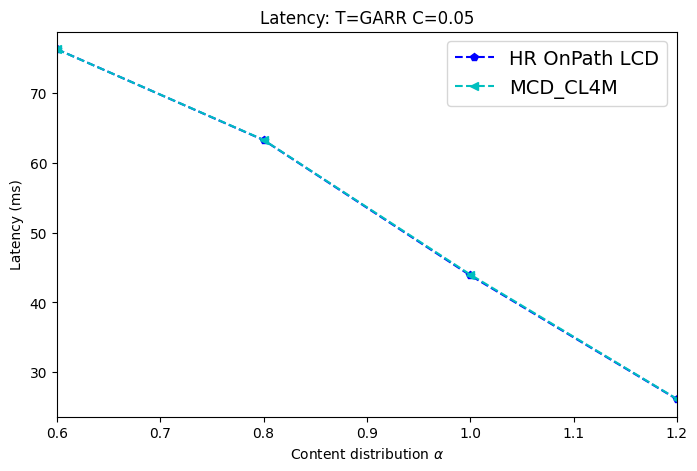 Latency: T=GARR C=0.05
HR OnPath LCD
MCD_CL4M
Latency (ms)
70
60
50
40
30
0.6 0.7 0.8 0.9 1.0 1.1 1.2
Content distribution α